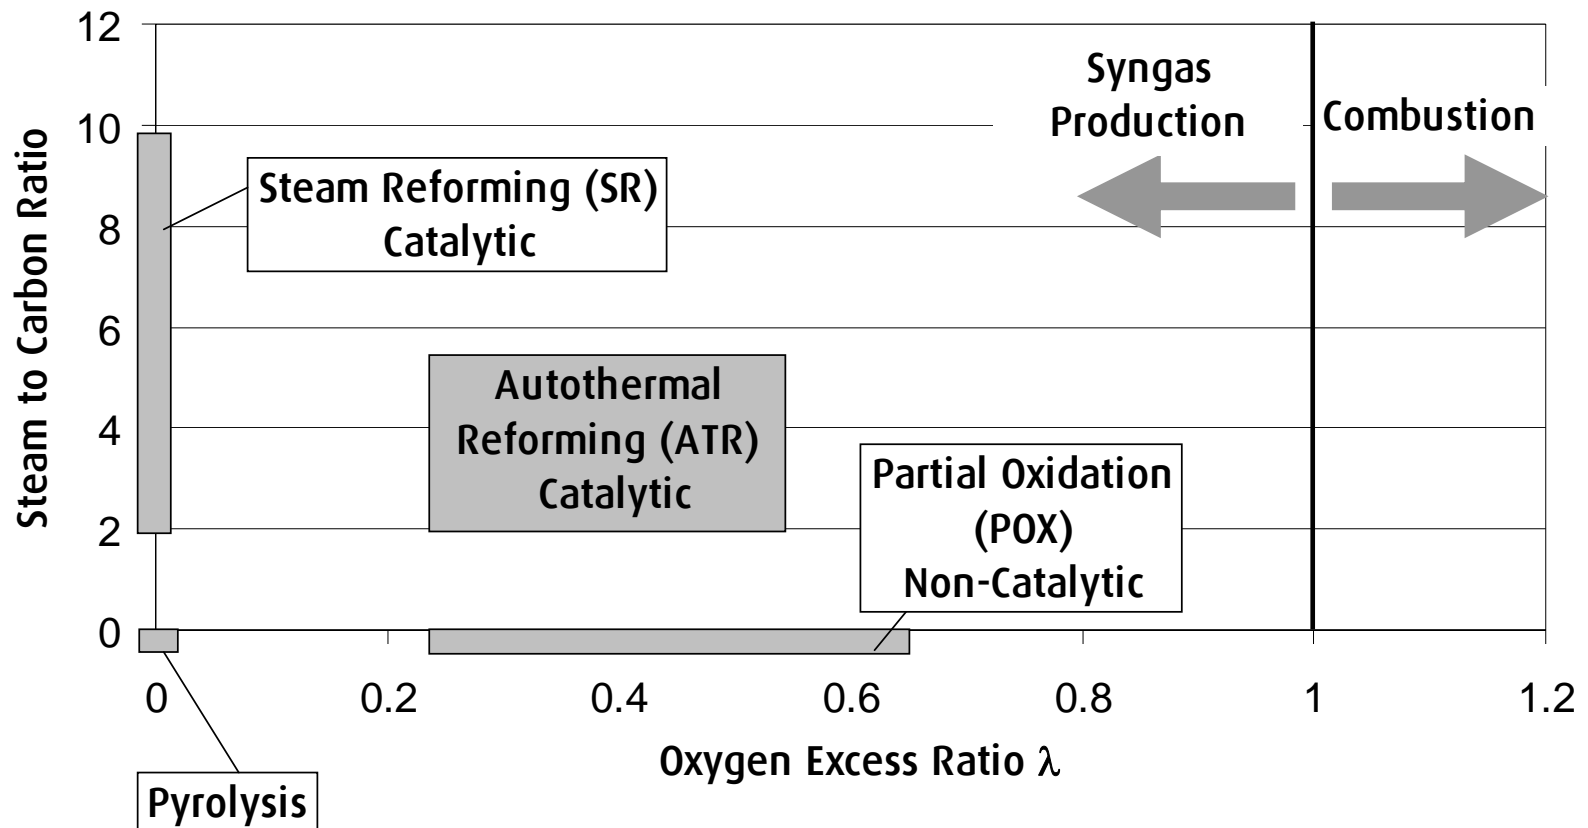 12
10
8
6
4
2
0
Steam to Carbon Ratio
Syngas
Production
Combustion
Steam Reforming (SR)
Catalytic
Autothermal
Reforming (ATR)
Catalytic
Partial Oxidation
(POX)
Non-Catalytic
0 0.2 0.4 0.6 0.8 1 1.2
Oxygen Excess Ratio λ
Pyrolysis